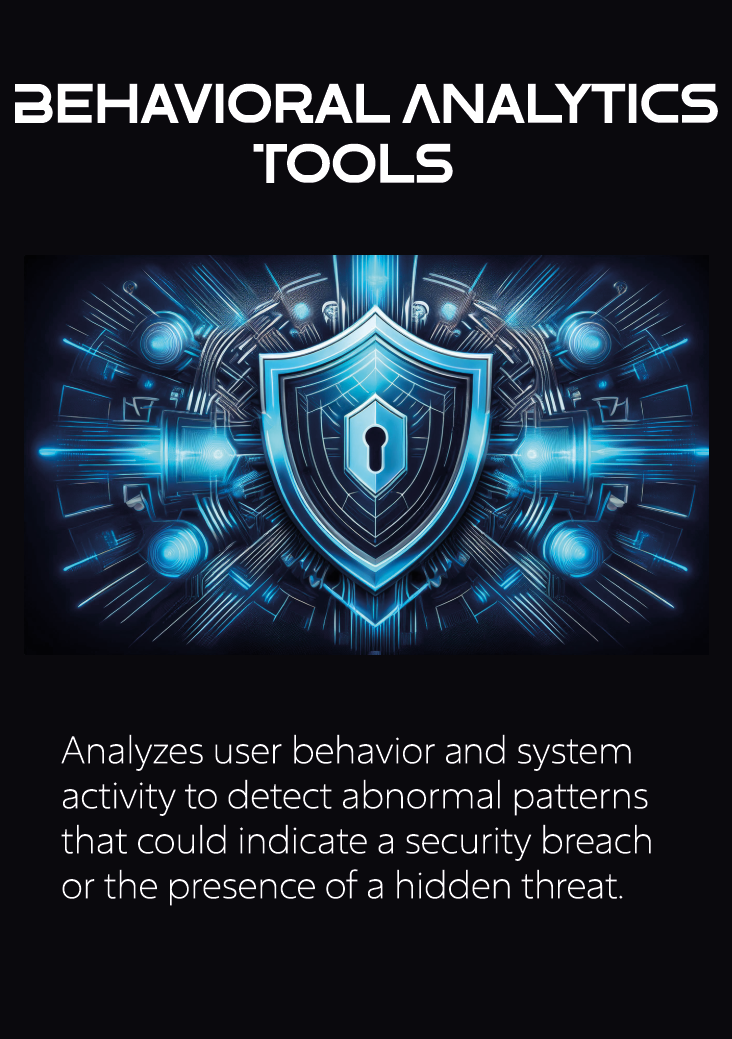 BEHAVIORAL ANALYTICS
TOOLS
Analyzes user behavior and system
activity to detect abnormal patterns
that could indicate a security breach
or the presence of a hidden threat.